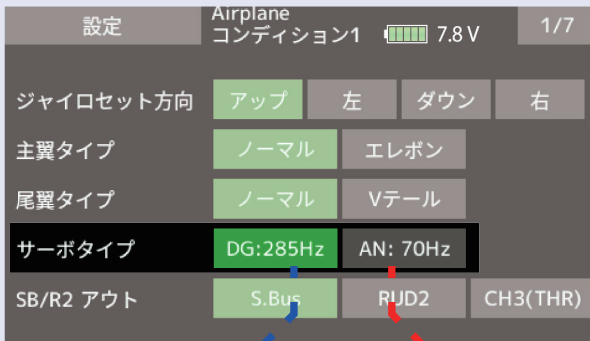 設定 Airplane コンディション1 7.8 V 1/7
ジャイロセット方向 アップ 左 ダウン 右
主翼タイプ ノーマル エレボン
尾翼タイプ ノーマル Vテール
サーボタイプ DG:285Hz AN: 70Hz
SB/R2 アウト S.Bus RUD2 CH3(THR)